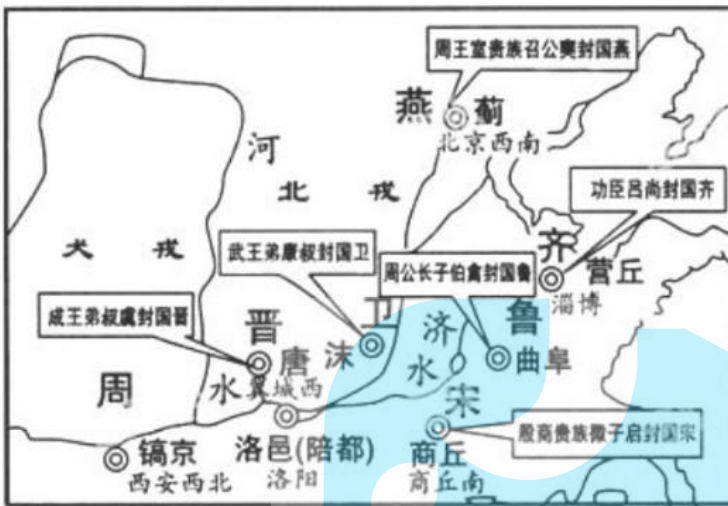 周王室贵族召公奭封国燕
燕 蓟
北京西南
河
北 戎
功臣吕尚封国齐
犬 戎
武王弟康叔封国卫
周公长子伯禽封国鲁
齐
营丘
淄博
成王弟叔虞封国晋
晋
唐
翼城西
卫
沬
济
水
鲁
曲阜
周
水
宋
殷商贵族微子启封国宋
镐京
西安西北
洛邑(陪都)
洛阳
商丘
商丘南